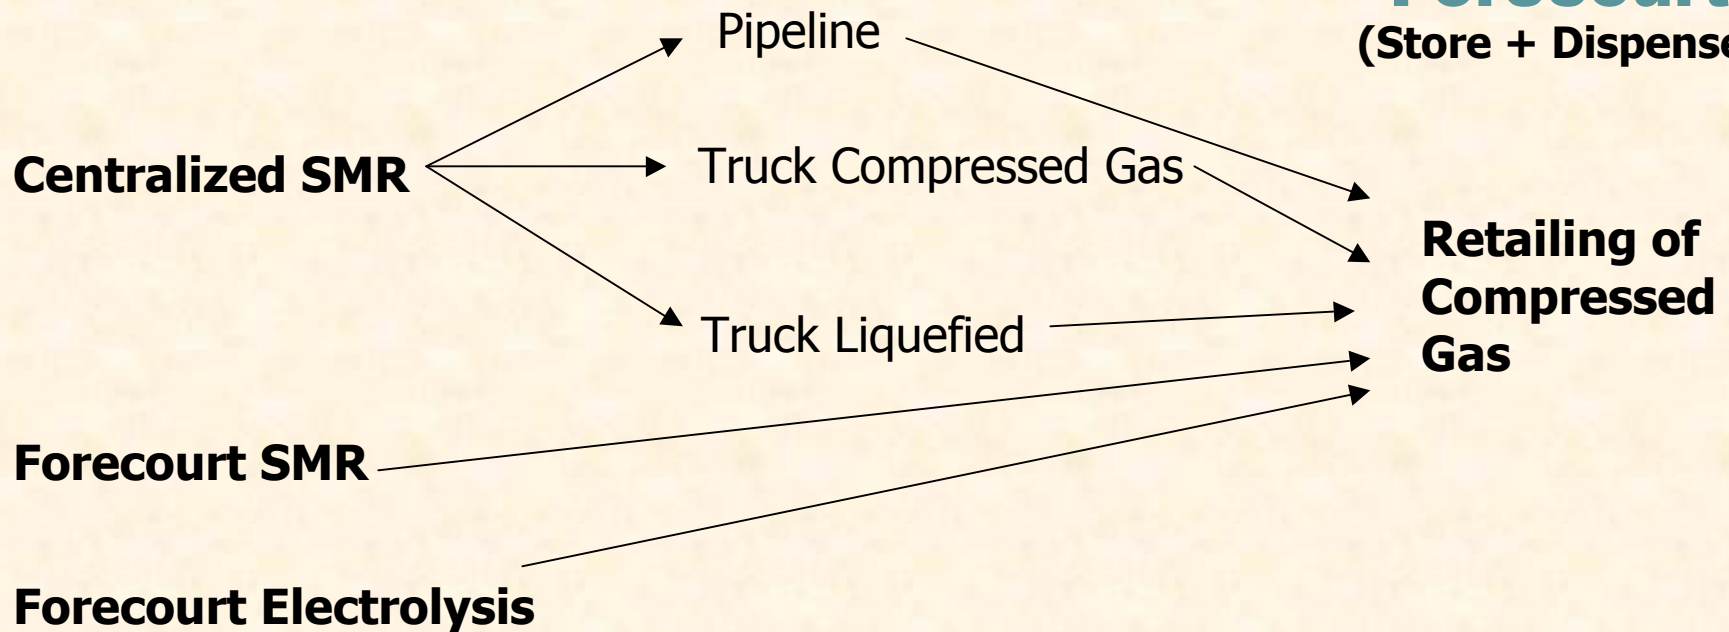 Pipeline
(Store + Dispense
Centralized SMR
Truck Compressed Gas
Retailing of
Compressed
Gas
Truck Liquefied
Forecourt SMR
Forecourt Electrolysis